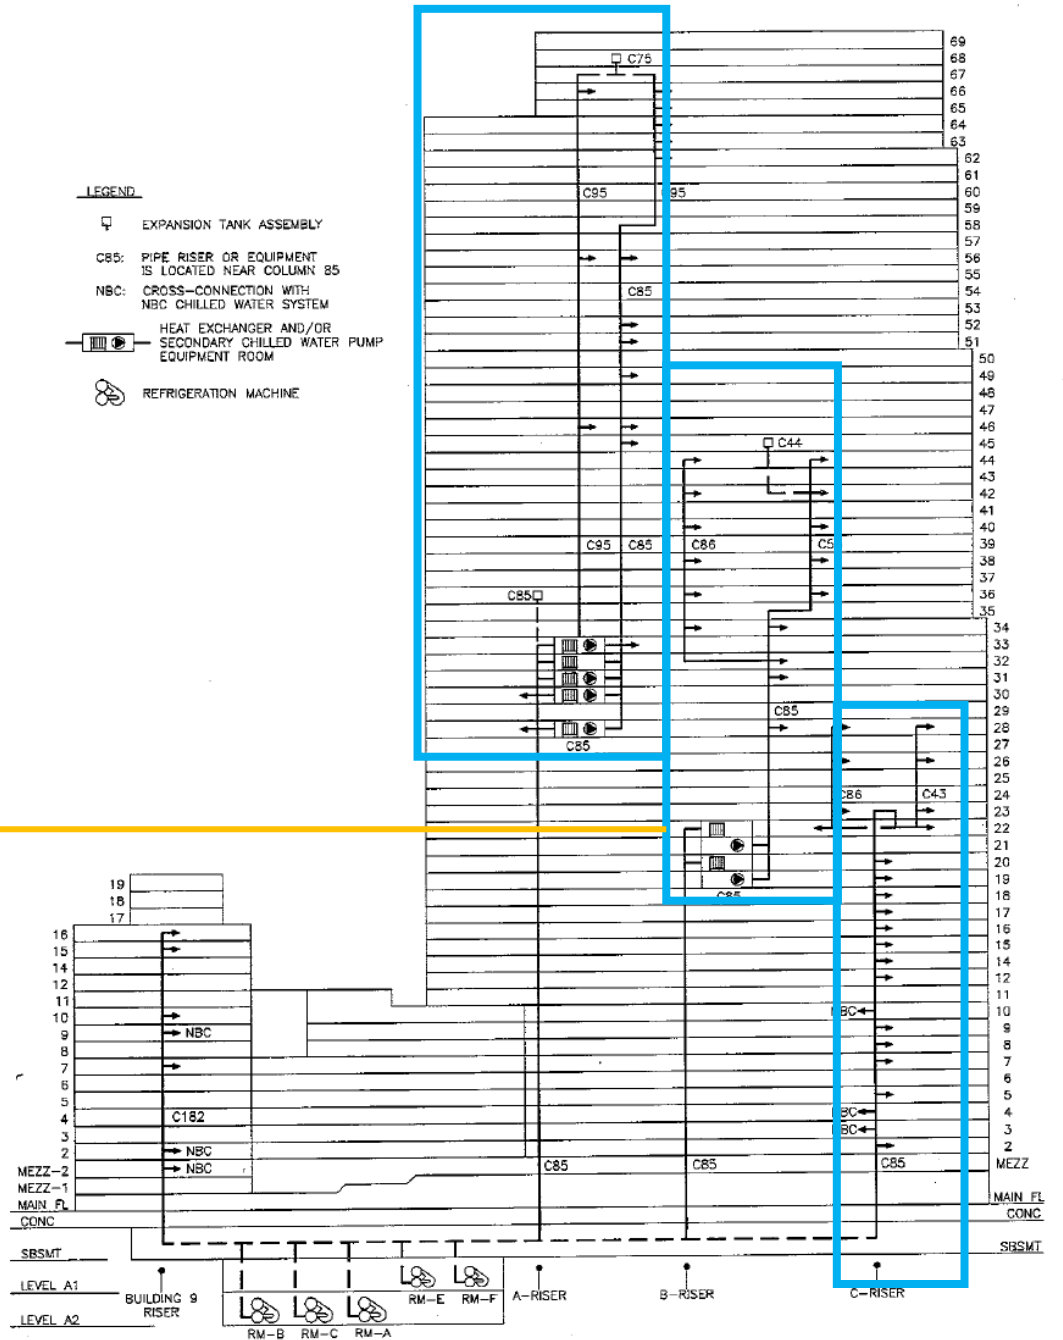 69
68
C75
67
66
65
64
63
62
61
LEGEND
C95
C95
60
59
EXPANSION TANK ASSEMBLY
58
57
C85:
PIPE RISER OR EQUIPMENT
IS LOCATED NEAR COLUMN 85
56
55
NBC:
CROSS-CONNECTION WITH
NBC CHILLED WATER SYSTEM
C85
54
53
HEAT EXCHANGER AND/OR
SECONDARY CHILLED WATER PUMP
EQUIPMENT ROOM
52
51
50
49
REFRIGERATION MACHINE
48
47
46
C44
45
44
43
42
41
40
C95
C85
C86
C5
39
38
37
C85
36
35
34
33
32
31
30
C85
29
28
C85
27
26
25
C86
C43
24
23
22
21
20
19
19
C85
18
18
17
17
16
16
15
15
14
14
12
12
11
11
10
NBC
10
9
NBC
9
8
8
7
7
6
6
5
5
4
C182
NBC
4
3
NBC
3
2
NBC
2
MEZZ-2
NBC
C85
C85
C85
MEZZ
MEZZ-1
MAIN FL
MAIN FL
CONC
CONC
SBSMT
SBSMT
LEVEL A1
BUILDING 9
RISER
RM-E
RM-F
A-RISER
B-RISER
C-RISER
LEVEL A2
RM-B
RM-C
RM-A